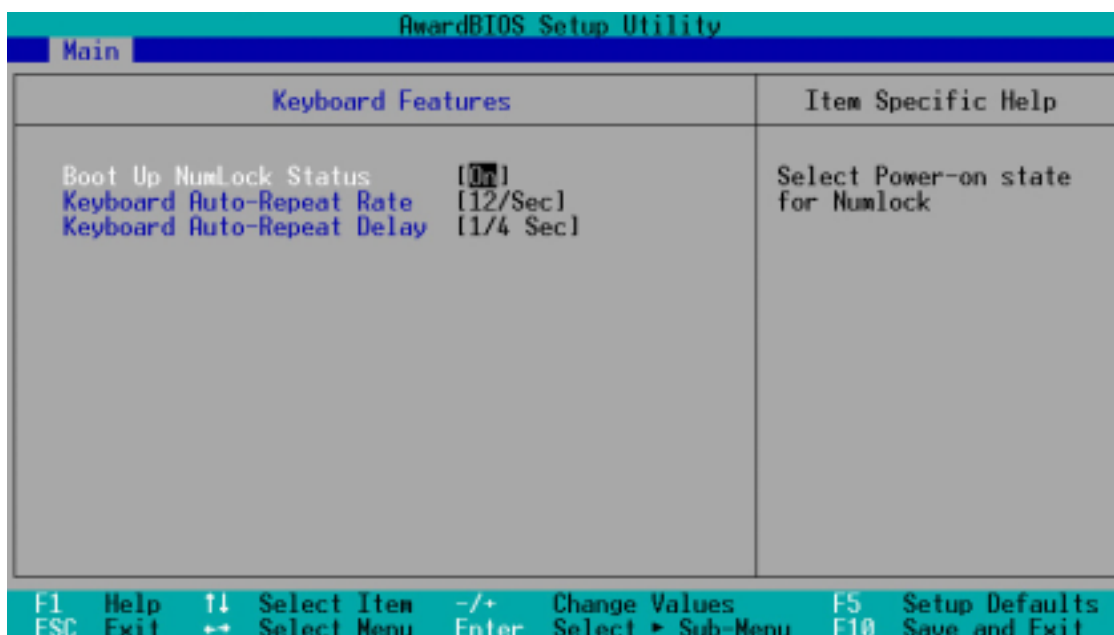 AwardBIOS Setup Utility
Main
Keyboard Features
Item Specific Help
Boot Up NumLock Status [On]
Keyboard Auto-Repeat Rate [12/Sec]
Keyboard Auto-Repeat Delay [1/4 Sec]
Select Power-on state
for Numlock
F1 Help ↑↓ Select Item -/+ Change Values F5 Setup Defaults
ESC Exit ←→ Select Menu Enter Select ► Sub-Menu F10 Save and Exit